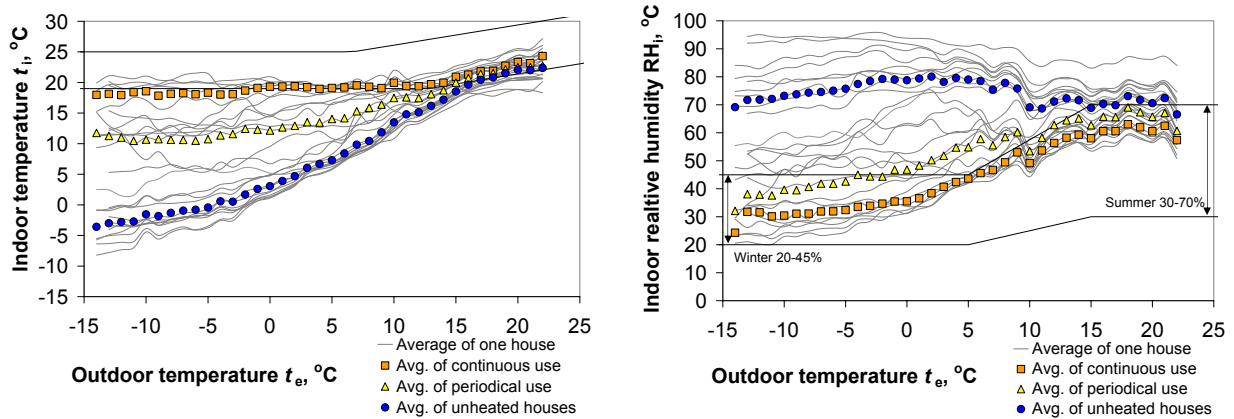 Indoor temperature ti, °C
30
25
20
15
10
5
0
-5
-10
-15
-15 -10 -5 0 5 10 15 20 25
Outdoor temperature te, °C
Average of one house
Avg. of continuous use
Avg. of periodical use
Avg. of unheated houses
Indoor realtive humidity RHi, °C
100
90
80
70
60
50
40
30
20
10
0
Summer 30-70%
Winter 20-45%
-15 -10 -5 0 5 10 15 20 25
Outdoor temperature te, °C
Average of one house
Avg. of continuous use
Avg. of periodical use
Avg. of unheated houses